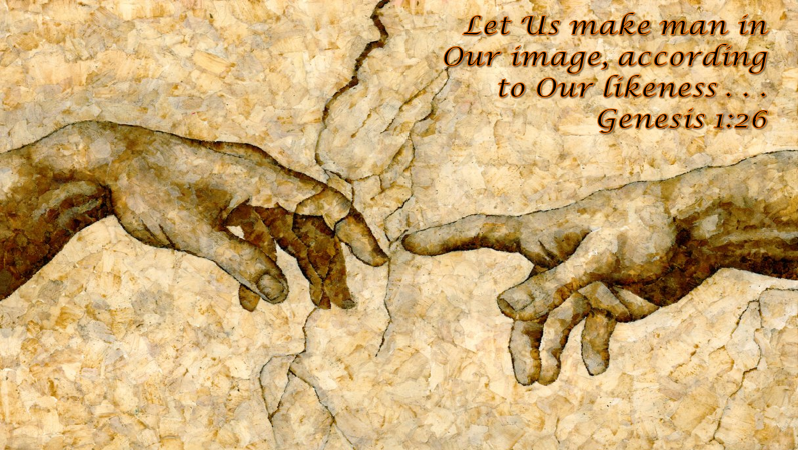 Let Us make man in
Our image, according
to Our likeness . . .
Genesis 1:26